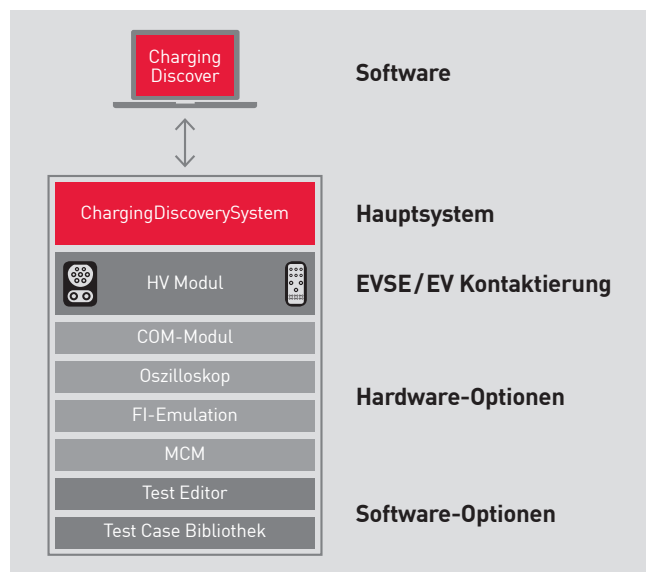 Charging
Discover
Software
ChargingDiscoverySystem
Hauptsystem
HV Modul
EVSE/EV Kontaktierung
COM-Modul
Oszilloskop
FI-Emulation
MCM
Hardware-Optionen
Test Editor
Test Case Bibliothek
Software-Optionen